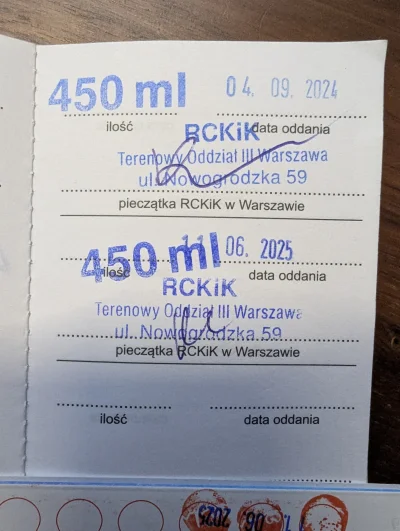 450 ml 04. 09. 2024
ilość data oddania
RCKiK
Terenowy Oddział III Warszawa
ul. Nowogrodzka 59
pieczątka RCKiK w Warszawie
450 ml 11. 06. 2025
ilość data oddania
RCKiK
Terenowy Oddział III Warszawa
ul. Nowogrodzka 59
pieczątka RCKiK w Warszawie
ilość data oddania